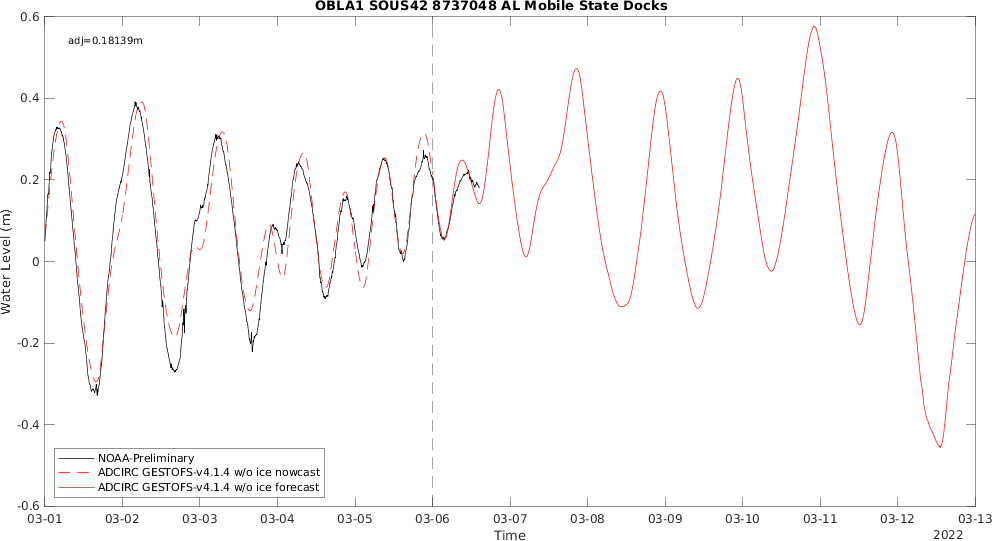 OBLA1 SOUS42 8737048 AL Mobile State Docks
adj=0.18139m
0.6
0.4
0.2
0
-0.2
-0.4
-0.6
Water Level (m)
NOAA-Preliminary
ADCIRC GESTOFS-v4.1.4 w/o ice nowcast
ADCIRC GESTOFS-v4.1.4 w/o ice forecast
03-01 03-02 03-03 03-04 03-05 03-06 03-07 03-08 03-09 03-10 03-11 03-12 03-13
Time
2022